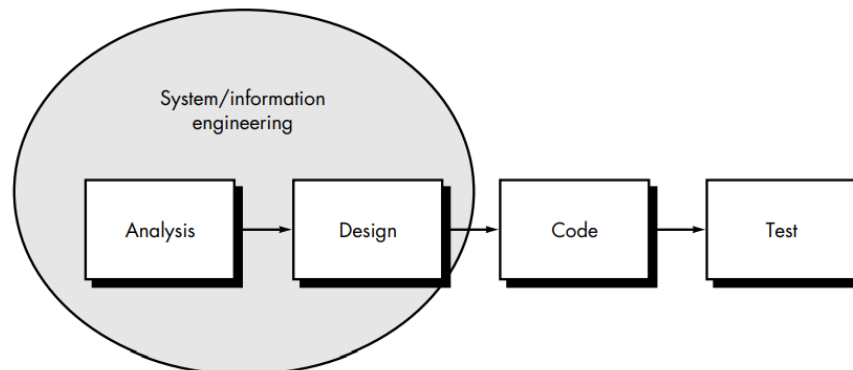 System/information
engineering
Analysis
Design
Code
Test